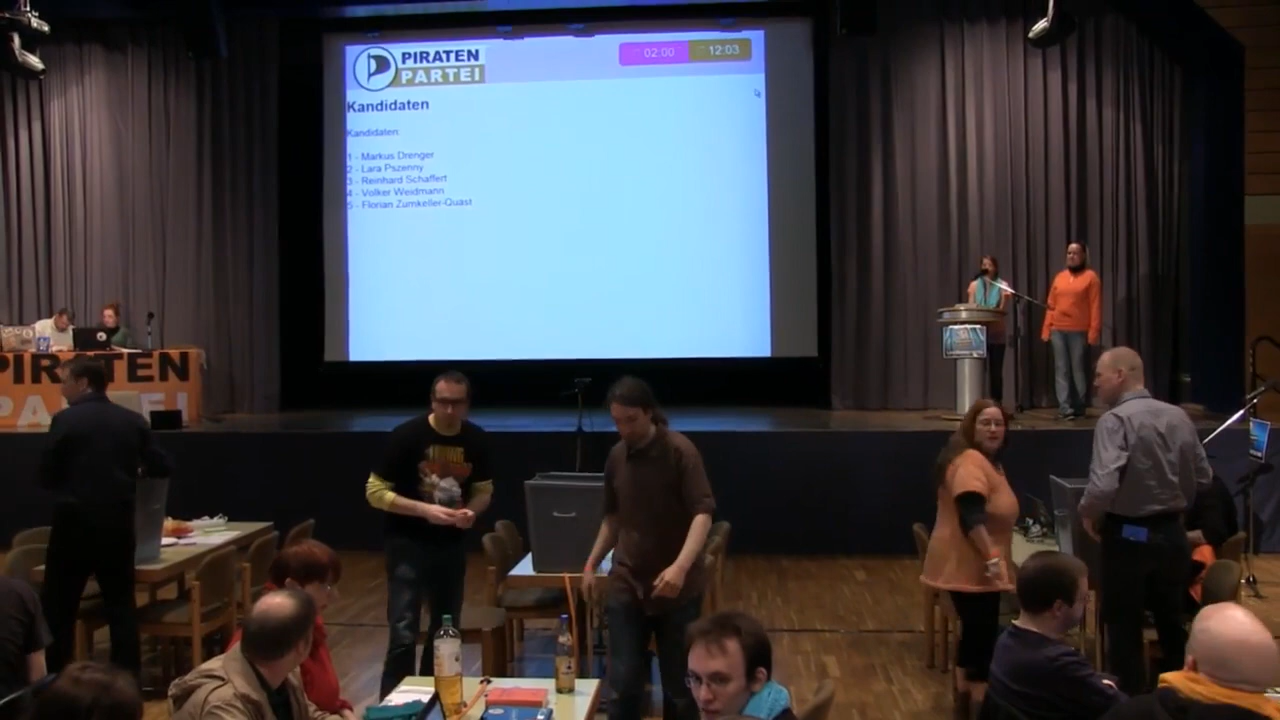 PIRATEN
PARTEI
02:00
12:03
Kandidaten
Kandidaten:
1 - Markus Drenger
2 - Lara Pszenny
3 - Reinhard Schaffert
4 - Volker Weidmann
5 - Florian Zumkeller-Quast
PIRATEN